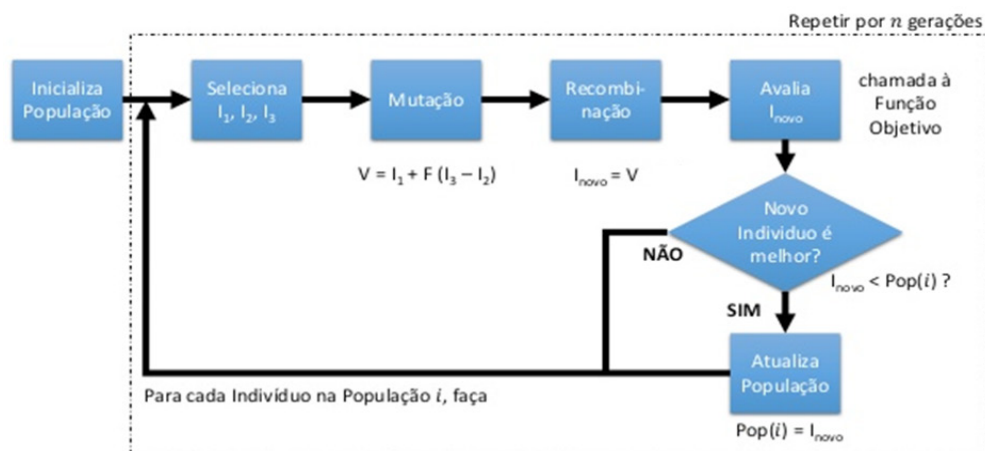 Repetir por n gerações
Inicializa
População
Seleciona
I₁, I₂, I₃
Mutação
Recombi-
nação
Avalia
Iₙₒᵥₒ
chamada à
Função
Objetivo
V = I₁ + F (I₃ – I₂)
Iₙₒᵥₒ = V
Novo
Individuo é
melhor?
NÃO
Iₙₒᵥₒ < Pop(i) ?
SIM
Atualiza
População
Para cada Indivíduo na População i, faça
Pop(i) = Iₙₒᵥₒ